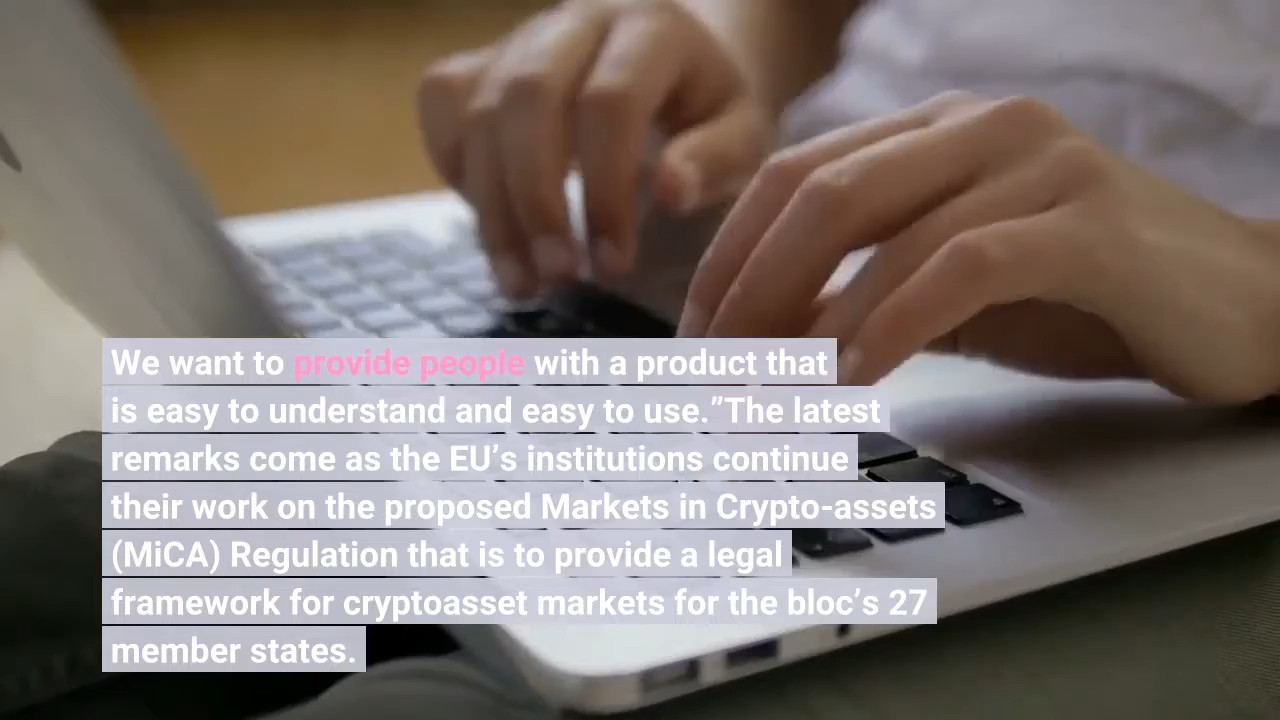 We want to provide people with a product that
is easy to understand and easy to use.”The latest
remarks come as the EU’s institutions continue
their work on the proposed Markets in Crypto-assets
(MiCA) Regulation that is to provide a legal
framework for cryptoasset markets for the bloc’s 27
member states.